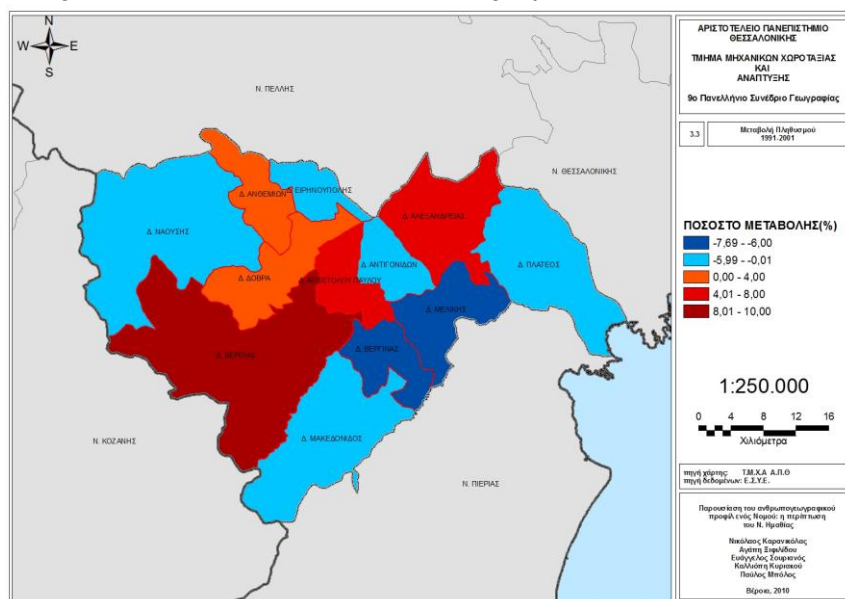 N
W E
S
Ν. ΠΕΛΛΗΣ
Ν. ΘΕΣΣΑΛΟΝΙΚΗΣ
Δ. ΑΝΘΕΜΙΩΝ
Δ. ΕΙΡΗΝΟΥΠΟΛΗΣ
Δ. ΑΛΕΞΑΝΔΡΕΙΑΣ
Δ. ΝΑΟΥΣΗΣ
Δ. ΑΝΤΙΓΟΝΙΔΩΝ
Δ. ΠΛΑΤΕΟΣ
Δ. ΔΟΒΡΑ
Δ. ΑΠΟΣΤΟΛΟΥ ΠΑΥΛΟΥ
Δ. ΜΕΛΙΚΗΣ
Δ. ΒΕΡΟΙΑΣ
Δ. ΒΕΡΓΙΝΑΣ
Δ. ΜΑΚΕΔΟΝΙΔΟΣ
Ν. ΚΟΖΑΝΗΣ
Ν. ΠΙΕΡΙΑΣ
ΑΡΙΣΤΟΤΕΛΕΙΟ ΠΑΝΕΠΙΣΤΗΜΙΟ
ΘΕΣΣΑΛΟΝΙΚΗΣ
ΤΜΗΜΑ ΜΗΧΑΝΙΚΩΝ ΧΩΡΟΤΑΞΙΑΣ
ΚΑΙ
ΑΝΑΠΤΥΞΗΣ
9ο Πανελλήνιο Συνέδριο Γεωγραφίας
3.3 Μεταβολή Πληθυσμού
1991-2001
ΠΟΣΟΣΤΟ ΜΕΤΑΒΟΛΗΣ(%)
-7,69 - -6,00
-5,99 - -0,01
0,00 - 4,00
4,01 - 8,00
8,01 - 10,00
1:250.000
0 4 8 12 16
Χιλιόμετρα
πηγή χάρτης: Τ.Μ.Χ.Α Α.Π.Θ
πηγή δεδομένων: Ε.Σ.Υ.Ε.
Παρουσίαση του ανθρωπογεωγραφικού
προφίλ ενός Νομού: η περίπτωση
του Ν. Ημαθίας
Νικόλαος Καρανικόλας
Αγάπη Ξιφιλίδου
Ευάγγελος Σουριανός
Καλλιόπη Κυριακού
Παύλος Μπόλος
Βέροια, 2010